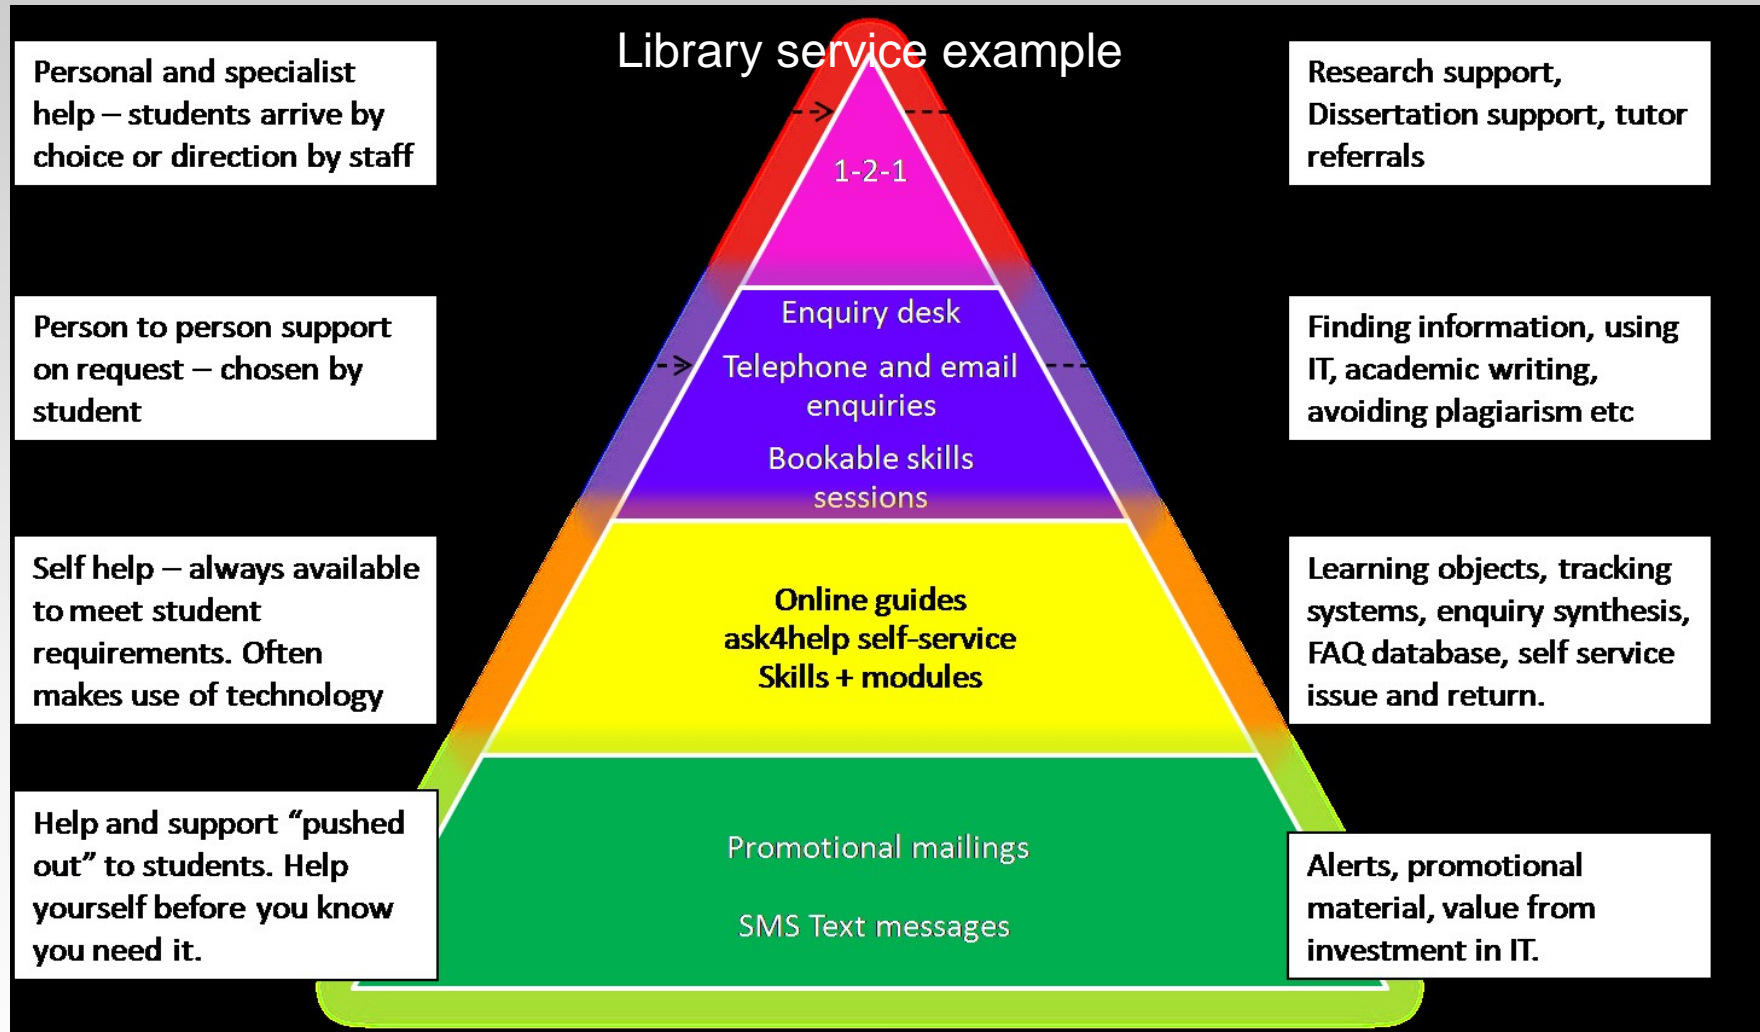 Library service example
Personal and specialist
help – students arrive by
choice or direction by staff
1-2-1
Research support,
Dissertation support, tutor
referrals
Person to person support
on request – chosen by
student
Enquiry desk
Telephone and email
enquiries
Bookable skills
sessions
Finding information, using
IT, academic writing,
avoiding plagiarism etc
Self help – always available
to meet student
requirements. Often
makes use of technology
Online guides
ask4help self-service
Skills + modules
Learning objects, tracking
systems, enquiry synthesis,
FAQ database, self service
issue and return.
Help and support “pushed
out” to students. Help
yourself before you know
you need it.
Promotional mailings
SMS Text messages
Alerts, promotional
material, value from
investment in IT.